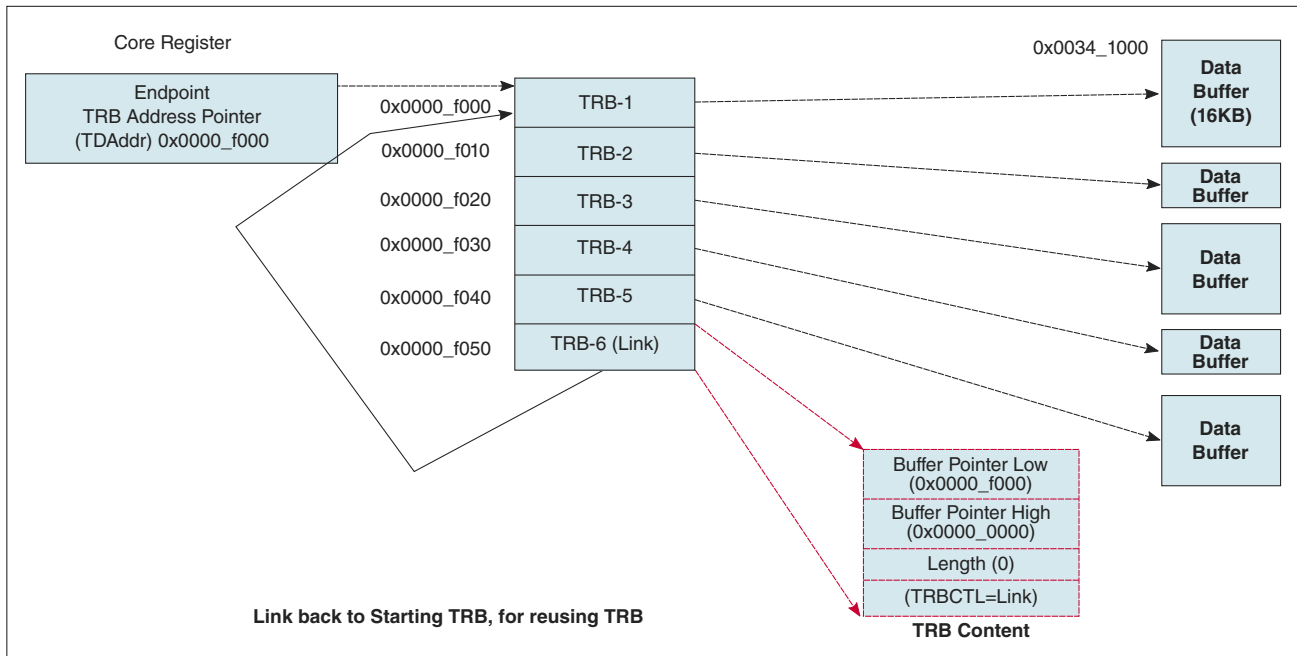 Core Register
Endpoint
TRB Address Pointer
(TDAddr) 0x0000_f000
0x0000_f000
0x0000_f010
0x0000_f020
0x0000_f030
0x0000_f040
0x0000_f050
TRB-1
TRB-2
TRB-3
TRB-4
TRB-5
TRB-6 (Link)
0x0034_1000
Data
Buffer
(16KB)
Data
Buffer
Data
Buffer
Data
Buffer
Data
Buffer
Buffer Pointer Low
(0x0000_f000)
Buffer Pointer High
(0x0000_0000)
Length (0)
(TRBCTL=Link)
TRB Content
Link back to Starting TRB, for reusing TRB